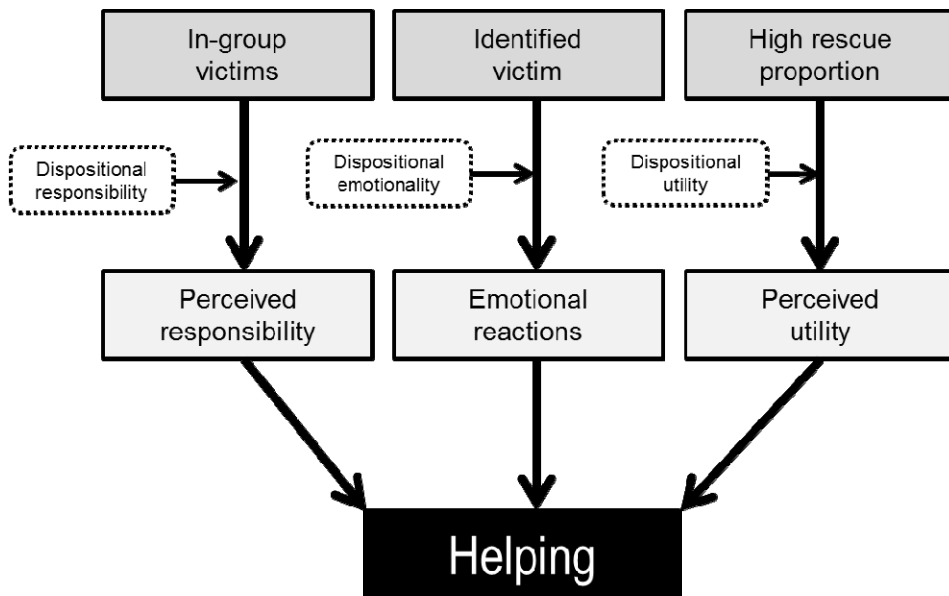 In-group
victims
Identified
victim
High rescue
proportion
Dispositional
responsibility
Dispositional
emotionality
Dispositional
utility
Perceived
responsibility
Emotional
reactions
Perceived
utility
Helping